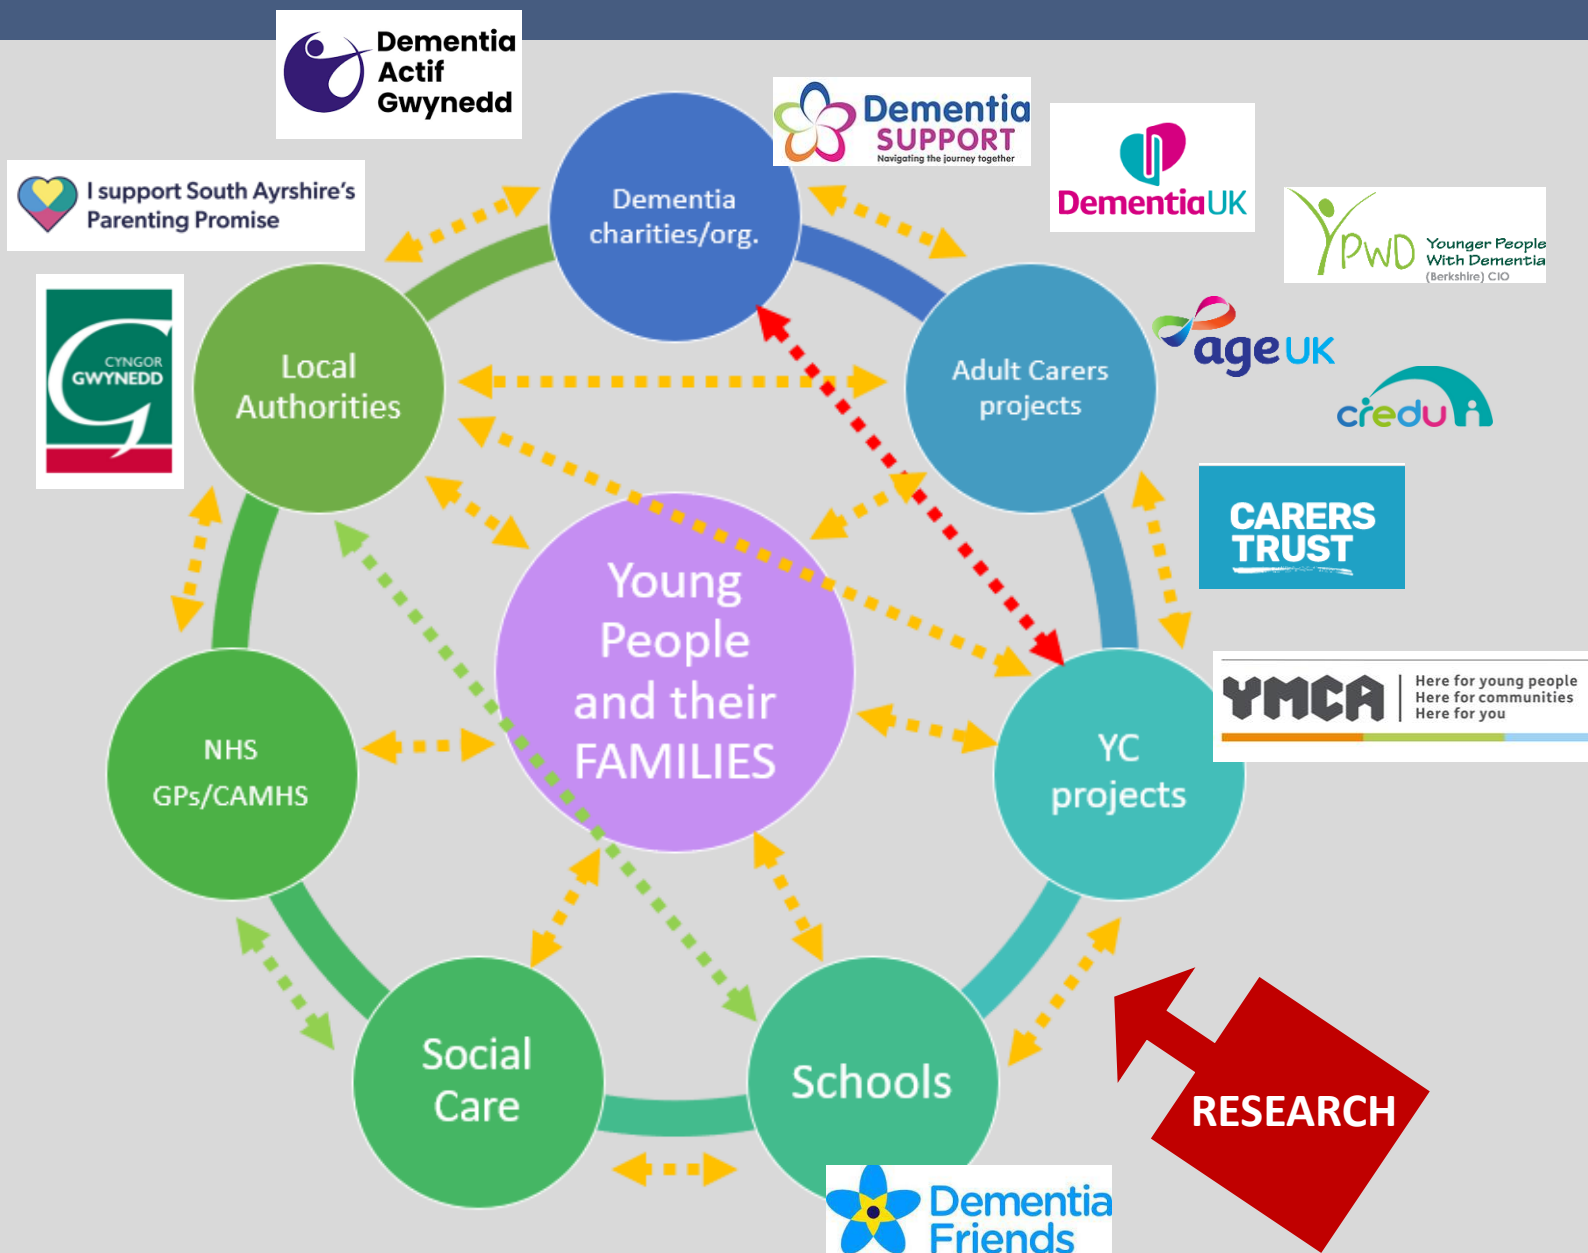 Dementia
Actif
Gwynedd
Dementia
SUPPORT
Navigating the journey together
DementiaUK
I support South Ayrshire's
Parenting Promise
Dementia
charities/org.
YPWD
Younger People
With Dementia
(Berkshire) CIO
CYNGOR
GWYNEDD
Local
Authorities
Adult Carers
projects
age UK
credu
CARERS
TRUST
Young
People
and their
FAMILIES
YMCA
Here for young people
Here for communities
Here for you
NHS
GPs/CAMHS
YC
projects
Social
Care
Schools
RESEARCH
Dementia
Friends